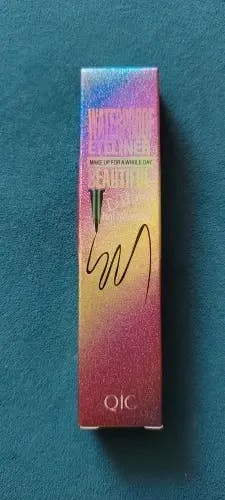 WATERPROOF
EYELINER
MAKE UP FOR A WHOLE DAY
BEAUTIFUL
QIC